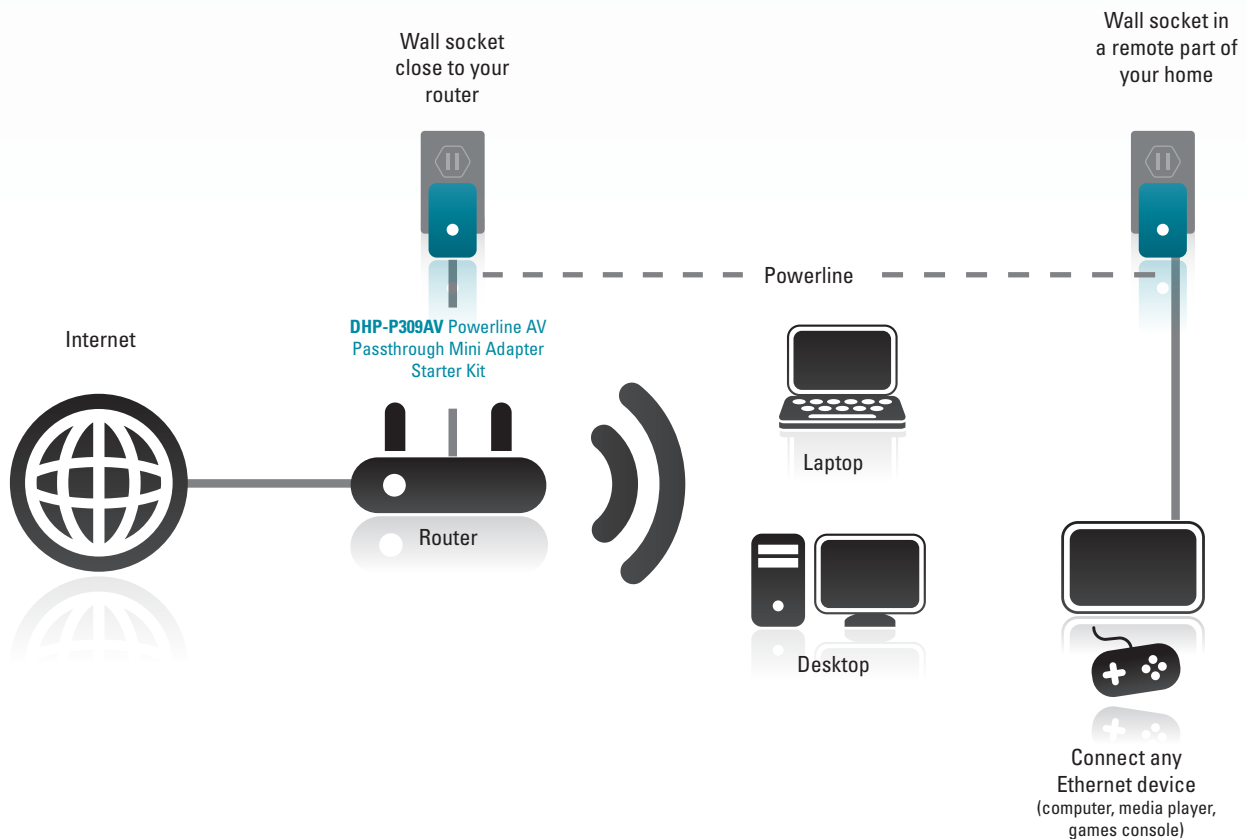 Wall socket
close to your
router
Wall socket in
a remote part of
your home
Powerline
DHP-P309AV Powerline AV
Passthrough Mini Adapter
Starter Kit
Internet
Laptop
Router
Desktop
Connect any
Ethernet device
(computer, media player,
games console)